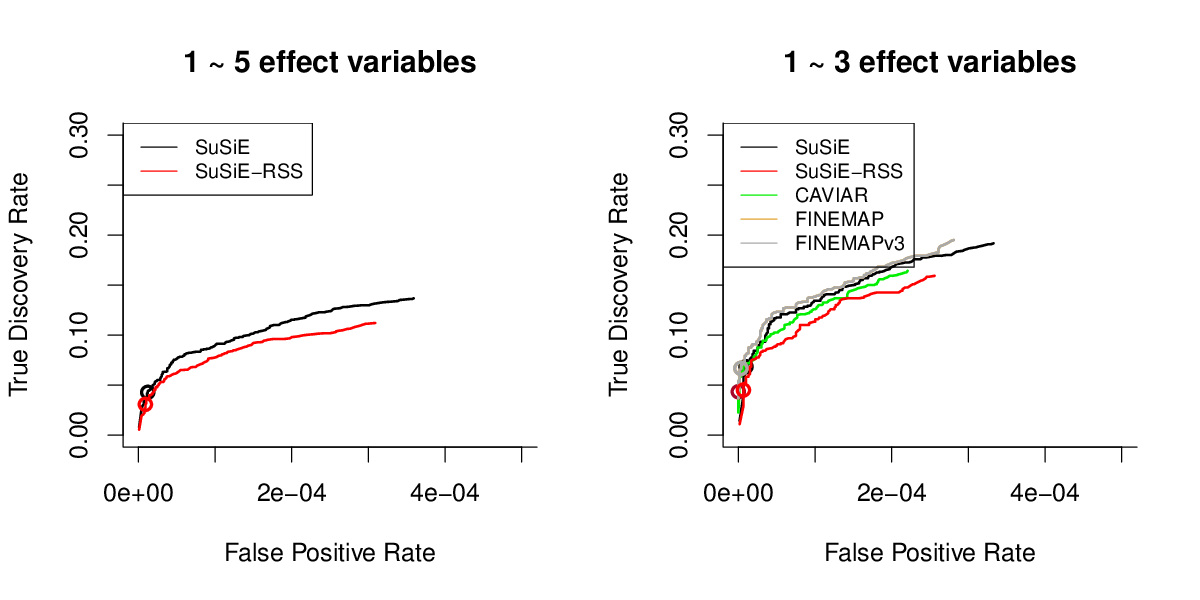 1 ~ 5 effect variables
SuSiE
SuSiE−RSS
True Discovery Rate
0.00
0.10
0.20
0.30
0e+00
2e−04
4e−04
False Positive Rate
1 ~ 3 effect variables
SuSiE
SuSiE−RSS
CAVIAR
FINEMAP
FINEMAPv3
True Discovery Rate
0.00
0.10
0.20
0.30
0e+00
2e−04
4e−04
False Positive Rate